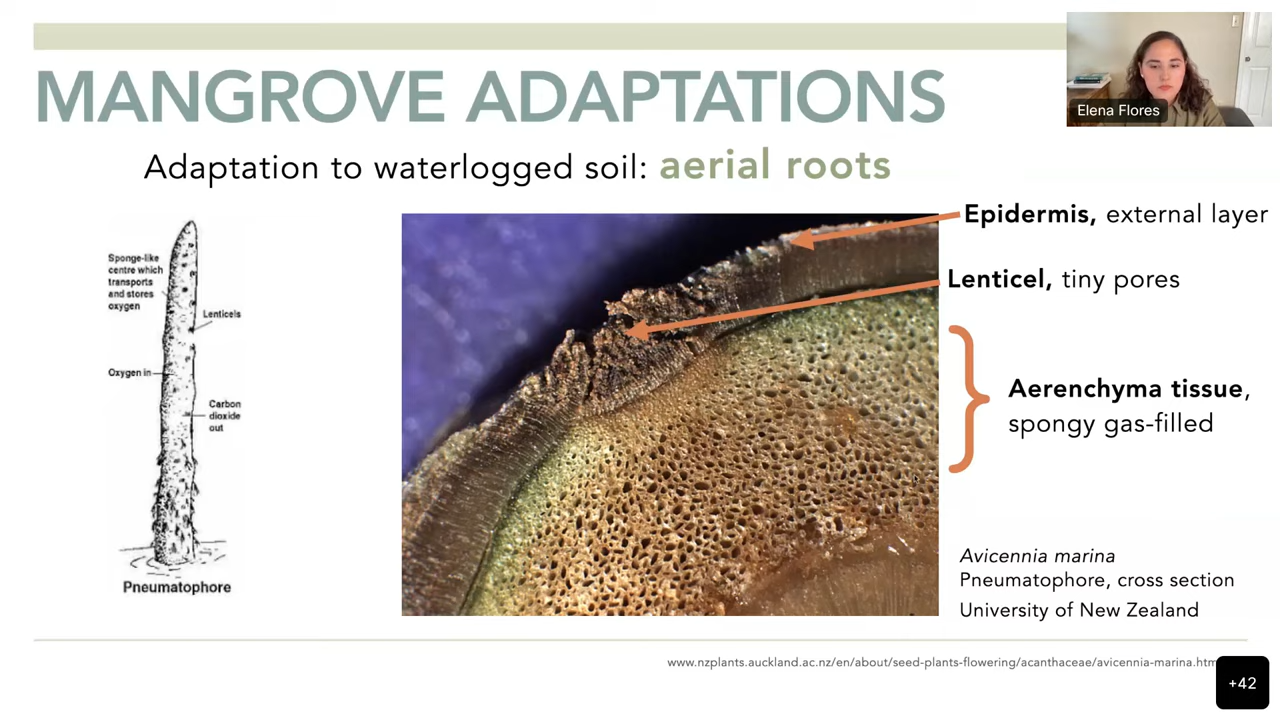 MANGROVE ADAPTATIONS
Elena Flores
Adaptation to waterlogged soil: aerial roots
Sponge-like
centre which
transports
and stores
oxygen
Lenticels
Oxygen in
Carbon
dioxide
out
Pneumatophore
Epidermis, external layer
Lenticel, tiny pores
Aerenchyma tissue,
spongy gas-filled
Avicennia marina
Pneumatophore, cross section
University of New Zealand
www.nzplants.auckland.ac.nz/en/about/seed-plants-flowering/acanthaceae/avicennia-marina.htm
+42